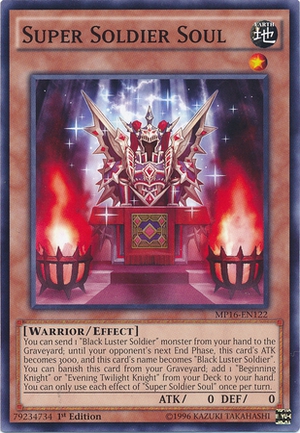 SUPER SOLDIER SOUL
EARTH
地
MP16-EN122
[WARRIOR/EFFECT]
You can send 1 "Black Luster Soldier" monster from your hand to the
Graveyard; until your opponent's next End Phase, this card's ATK
becomes 3000, and this card's name becomes "Black Luster Soldier".
You can banish this card from your Graveyard; add 1 "Beginning
Knight" or "Evening Twilight Knight" from your Deck to your hand.
You can only use each effect of "Super Soldier Soul" once per turn.
ATK/ 0 DEF/ 0
79234734 1st Edition ©1996 KAZUKI TAKAHASHI